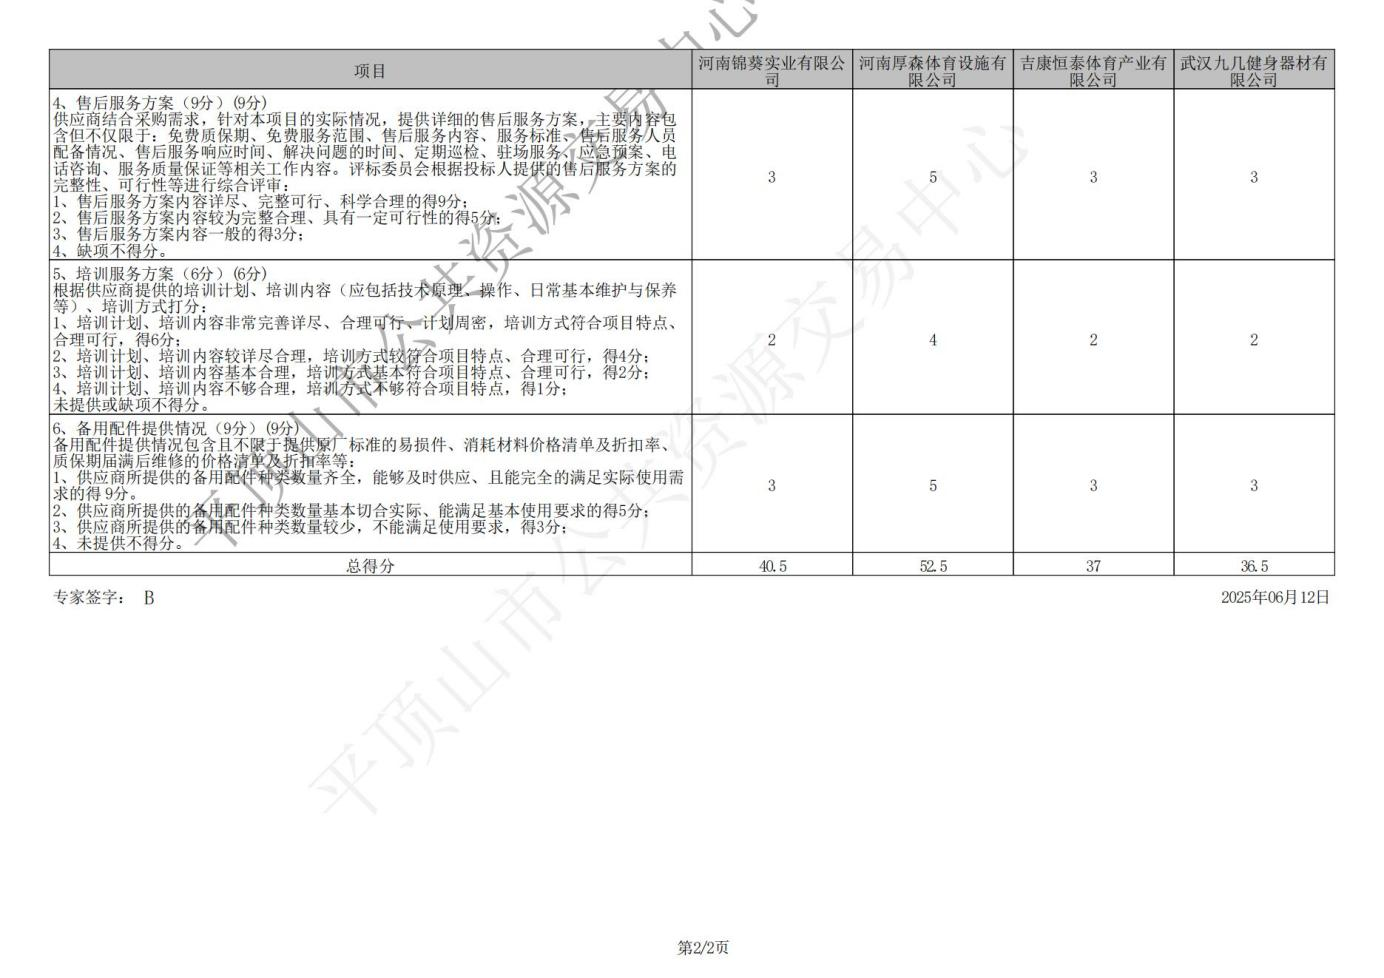 项目
河南锦葵实业有限公
司
河南厚森体育设施有
限公司
吉康恒泰体育产业有
限公司
武汉九几健身器材有
限公司
4、售后服务方案（9分）(9分)
供应商结合采购需求，针对本项目的实际情况，提供详细的售后服务方案，主要内容包
含但不仅限于：免费质保期、免费服务范围、售后服务内容、服务标准、售后服务人员
配备情况、售后服务响应时间、解决问题的时间、定期巡检、驻场服务、应急预案、电
话咨询、服务质量保证等相关工作内容。评标委员会根据投标人提供的售后服务方案的
完整性、可行性等进行综合评审：
1、售后服务方案内容详尽、完整可行、科学合理的得9分；
2、售后服务方案内容较为完整合理、具有一定可行性的得5分；
3、售后服务方案内容一般的得3分；
4、缺项不得分。
3
5
3
3
5、培训服务方案（6分）(6分)
根据供应商提供的培训计划、培训内容（应包括技术原理、操作、日常基本维护与保养
等）、培训方式打分：
1、培训计划、培训内容非常完善详尽、合理可行、计划周密，培训方式符合项目特点、
合理可行，得6分；
2、培训计划、培训内容较详尽合理，培训方式较符合项目特点、合理可行，得4分；
3、培训计划、培训内容基本合理，培训方式基本符合项目特点、合理可行，得2分；
4、培训计划、培训内容不够合理，培训方式不够符合项目特点，得1分；
未提供或缺项不得分。
2
4
2
2
6、备用配件提供情况（9分）(9分)
备用配件提供情况包含且不限于提供原厂标准的易损件、消耗材料价格清单及折扣率、
质保期届满后维修的价格清单及折扣率等：
1、供应商所提供的备用配件种类数量齐全，能够及时供应、且能完全的满足实际使用需
求的得 9分。
2、供应商所提供的备用配件种类数量基本切合实际、能满足基本使用要求的得5分；
3、供应商所提供的备用配件种类数量较少，不能满足使用要求，得3分；
4、未提供不得分。
3
5
3
3
总得分
40.5
52.5
37
36.5
专家签字： B
2025年06月12日
平顶山市公共资源交易中心
平顶山市公共资源交易中心
第2/2页